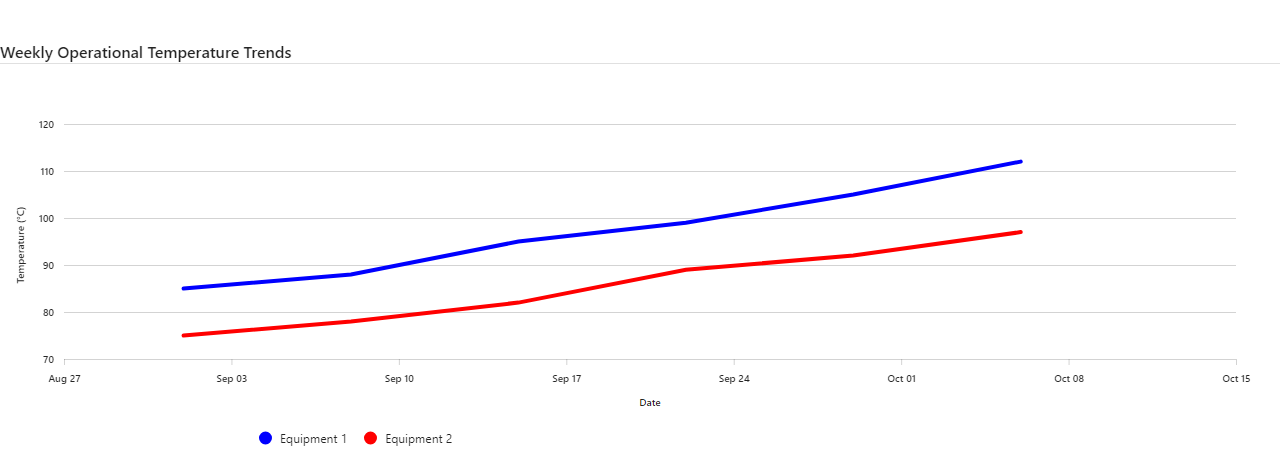 Weekly Operational Temperature Trends
120
110
100
90
80
70
Temperature (°C)
Aug 27 Sep 03 Sep 10 Sep 17 Sep 24 Oct 01 Oct 08 Oct 15
Date
Equipment 1 Equipment 2